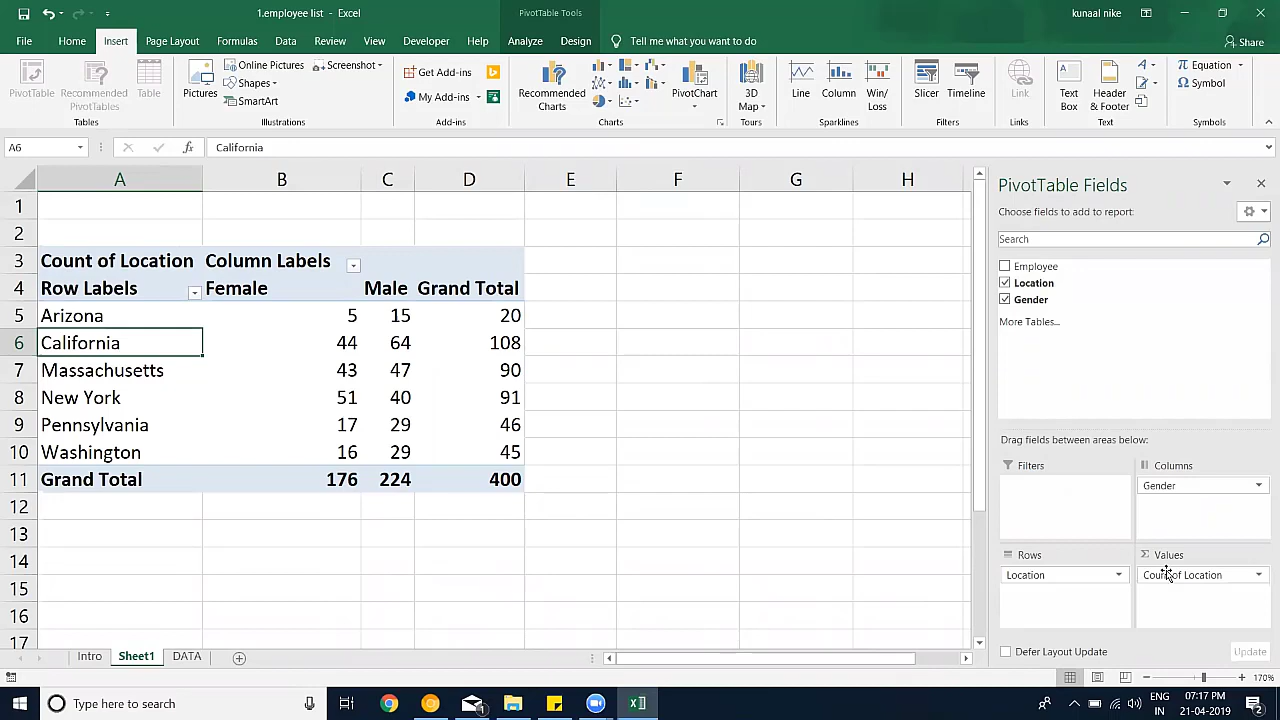 1.employee list - Excel
PivotTable Tools
kunaal nike
File Home Insert Page Layout Formulas Data Review View Developer Help Analyze Design Tell me what you want to do Share
PivotTable
Recommended PivotTables
Table
Tables
Pictures
Online Pictures
Shapes
SmartArt
Screenshot
Illustrations
Get Add-ins
My Add-ins
Add-ins
Recommended Charts
PivotChart
Charts
3D Map
Tours
Line
Column
Win/ Loss
Sparklines
Slicer
Timeline
Filters
Link
Links
Text Box
Header & Footer
Text
Equation
Symbol
Symbols
A6 fx California
A B C D E F G H
1
2
3 Count of Location Column Labels
4 Row Labels Female Male Grand Total
5 Arizona 5 15 20
6 California 44 64 108
7 Massachusetts 43 47 90
8 New York 51 40 91
9 Pennsylvania 17 29 46
10 Washington 16 29 45
11 Grand Total 176 224 400
12
13
14
15
16
17
PivotTable Fields
Choose fields to add to report:
Search
Employee
Location
Gender
More Tables...
Drag fields between areas below:
Filters
Columns
Gender
Rows
Location
Values
Count of Location
Defer Layout Update Update
Intro Sheet1 DATA
170%
Type here to search
ENG
IN
07:17 PM
21-04-2019
2